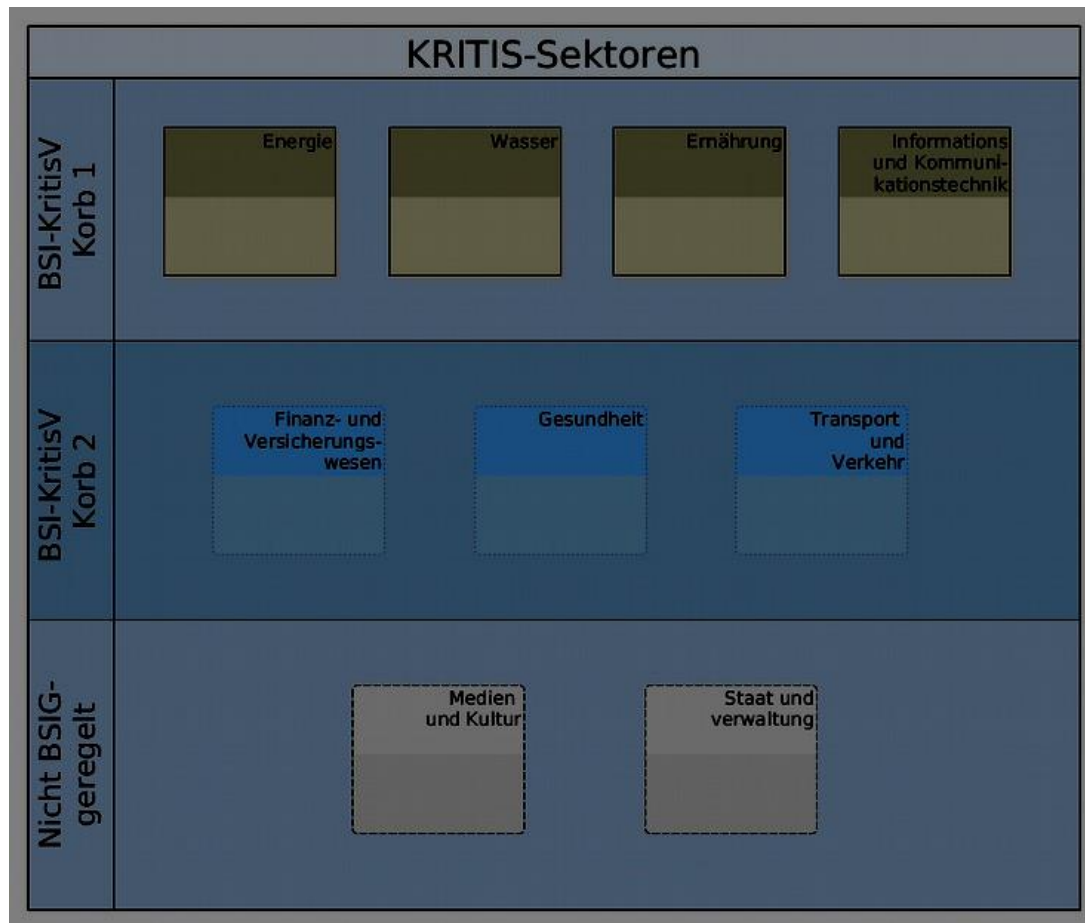 KRITIS-Sektoren
BSI-KritisV
Korb 1
Energie
Wasser
Ernährung
Informations
und Kommuni-
kationstechnik
BSI-KritisV
Korb 2
Finanz- und
Versicherungs-
wesen
Gesundheit
Transport
und
Verkehr
Nicht BSIG-
geregelt
Medien
und Kultur
Staat und
verwaltung